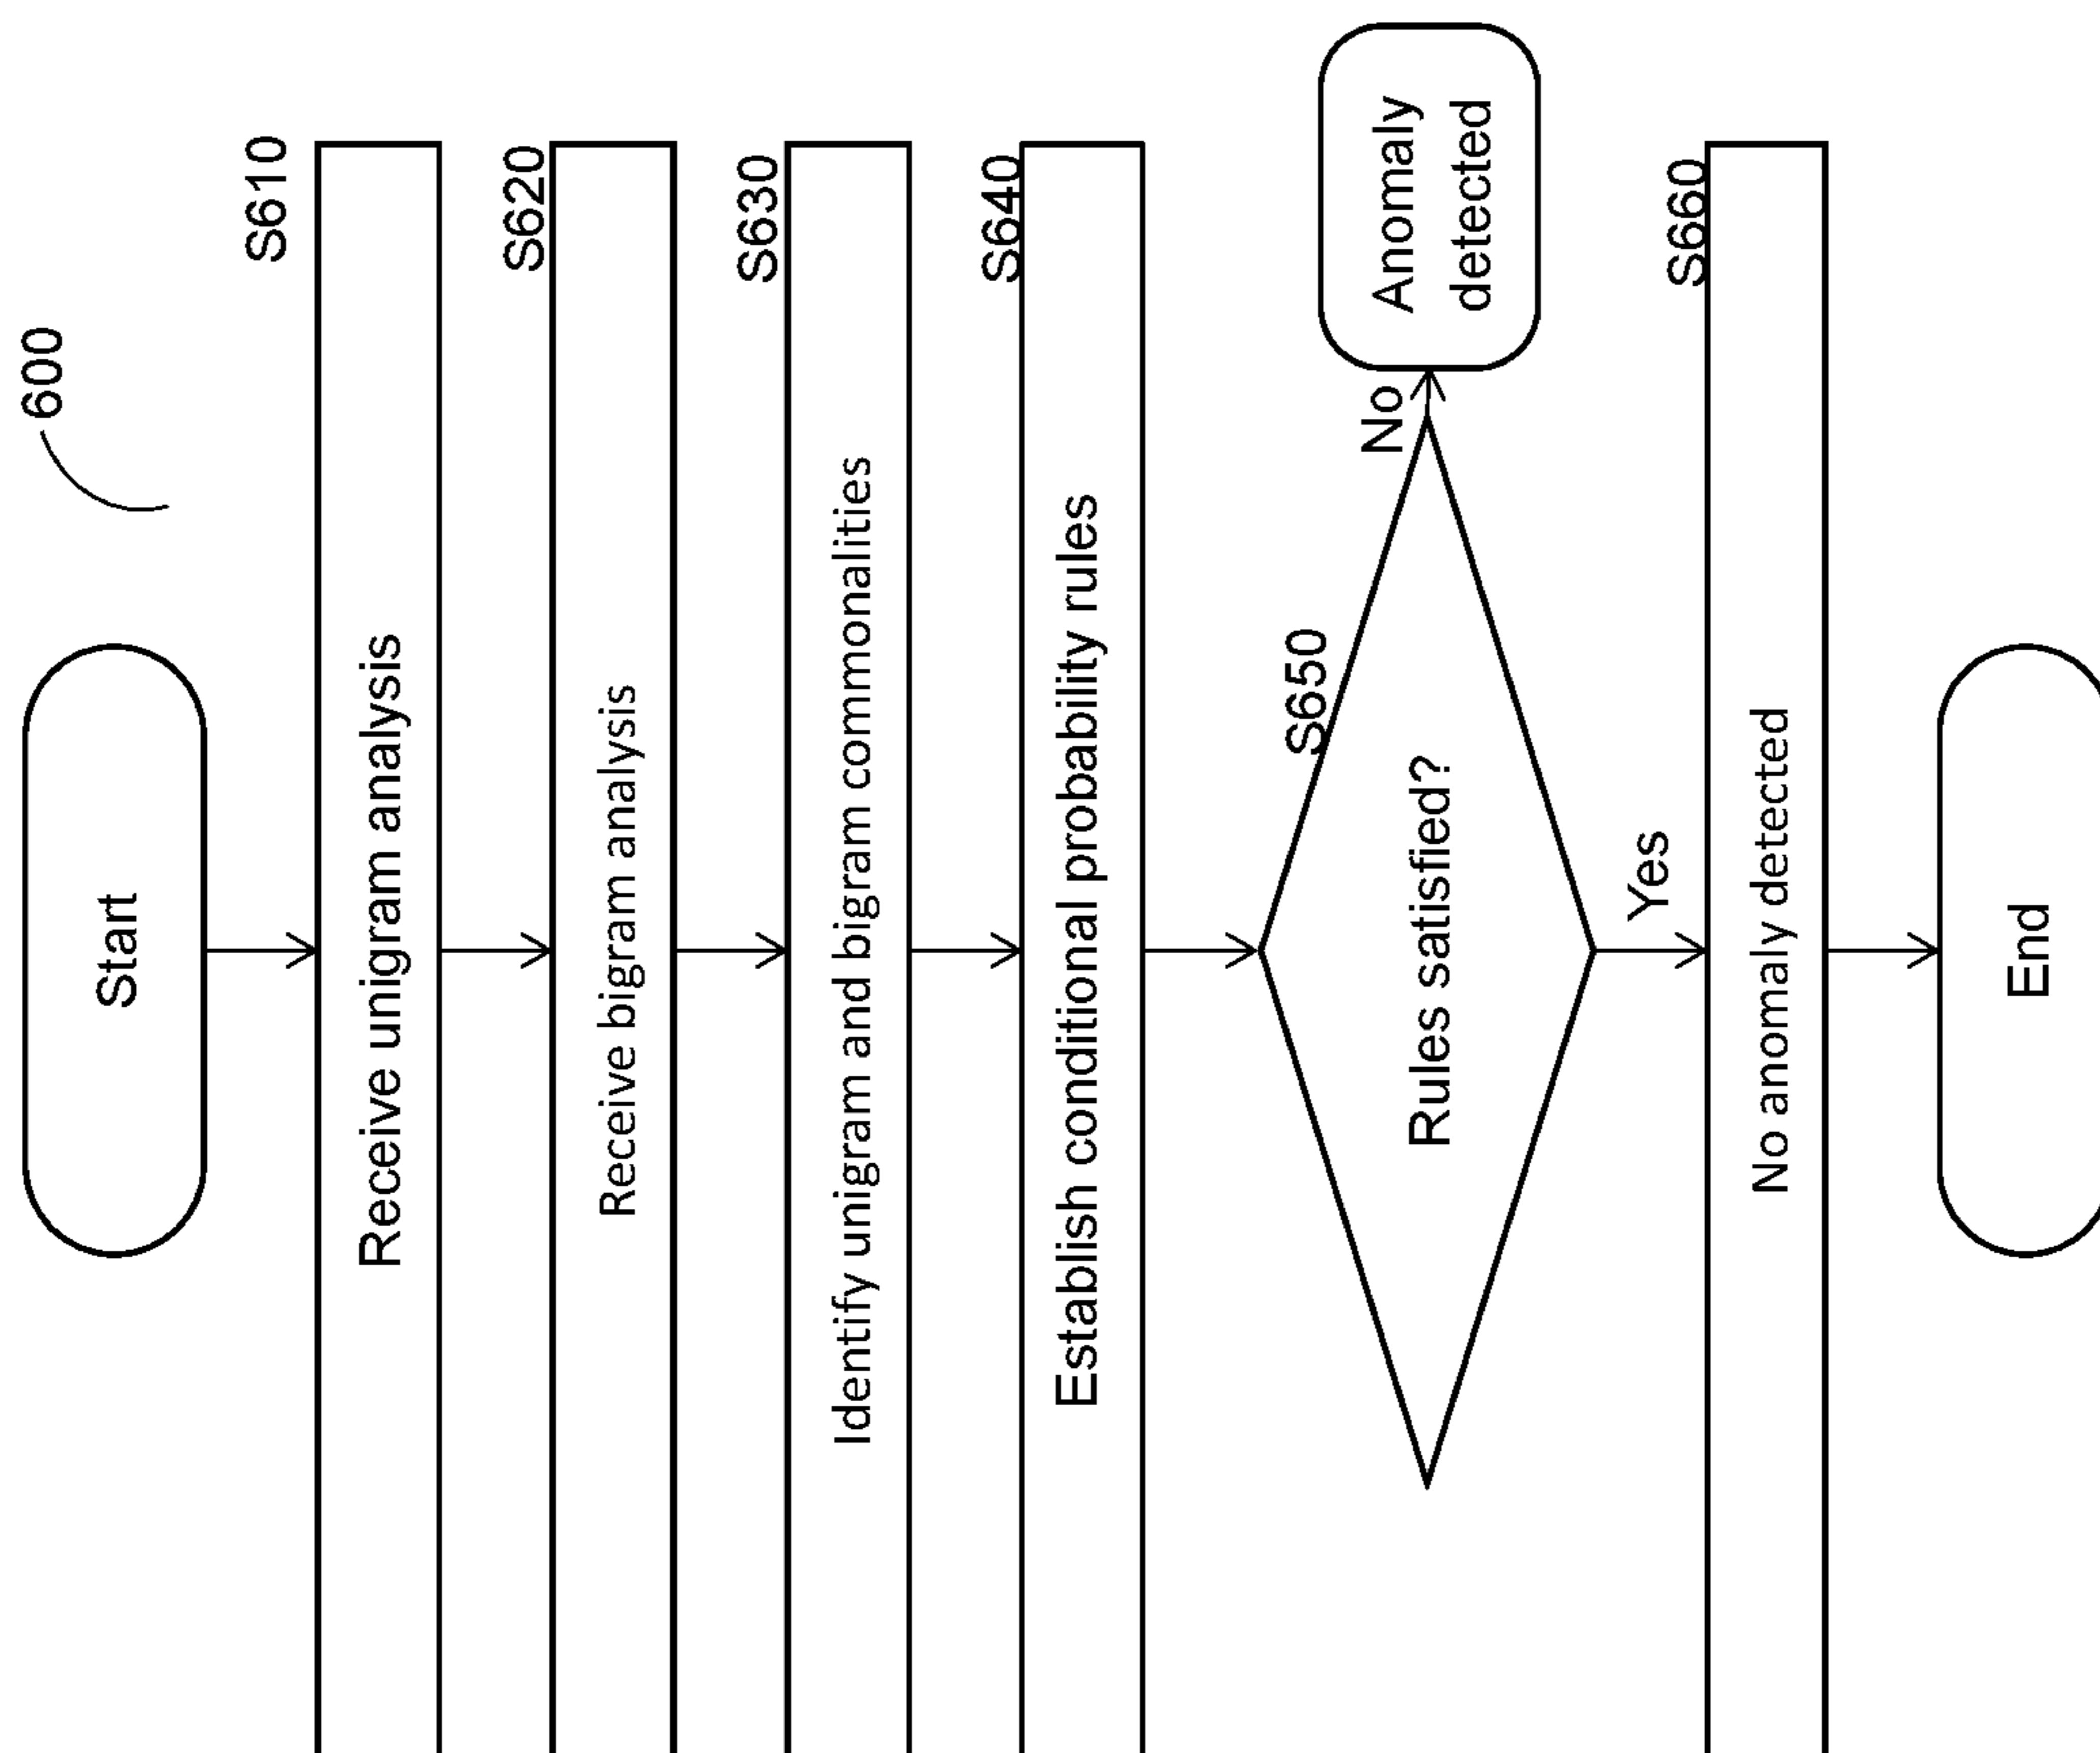 600
Start
S610
Receive unigram analysis
S620
Receive bigram analysis
S630
Identify unigram and bigram commonalities
S640
Establish conditional probability rules
S650
Rules satisfied?
No
Anomaly
detected
Yes
S660
No anomaly detected
End